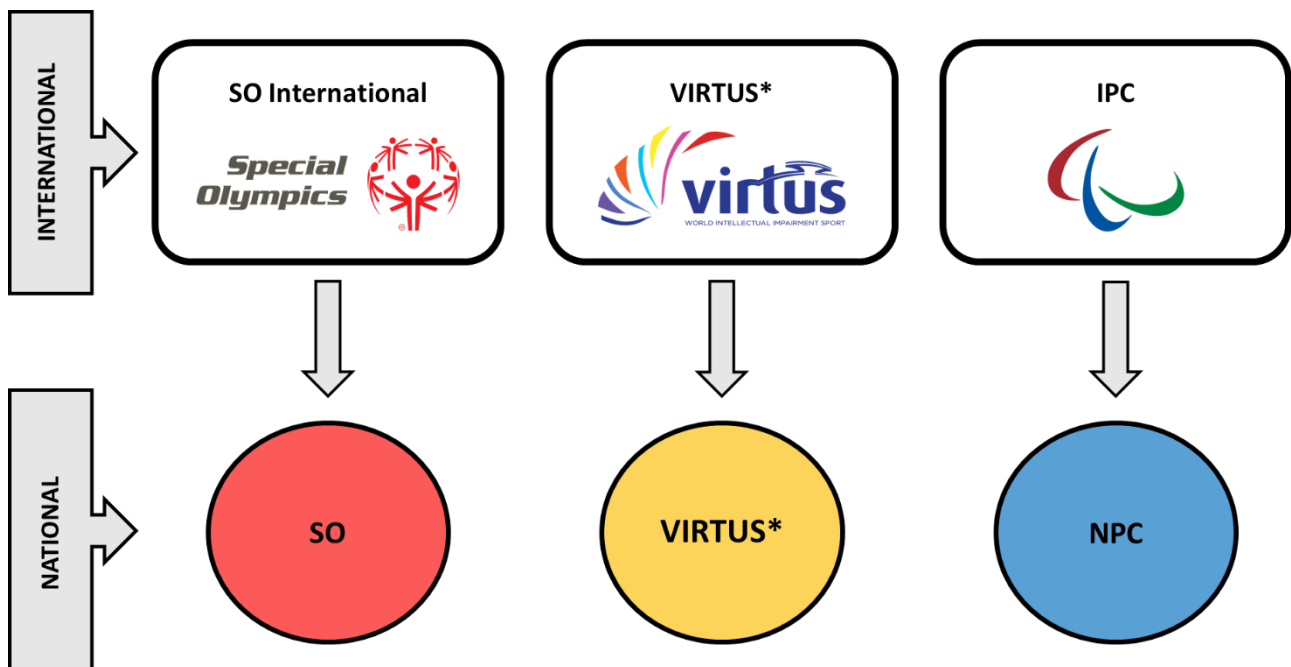 INTERNATIONAL
SO International
Special
Olympics
®
VIRTUS*
virtus
WORLD INTELLECTUAL IMPAIRMENT SPORT
IPC
NATIONAL
SO
VIRTUS*
NPC